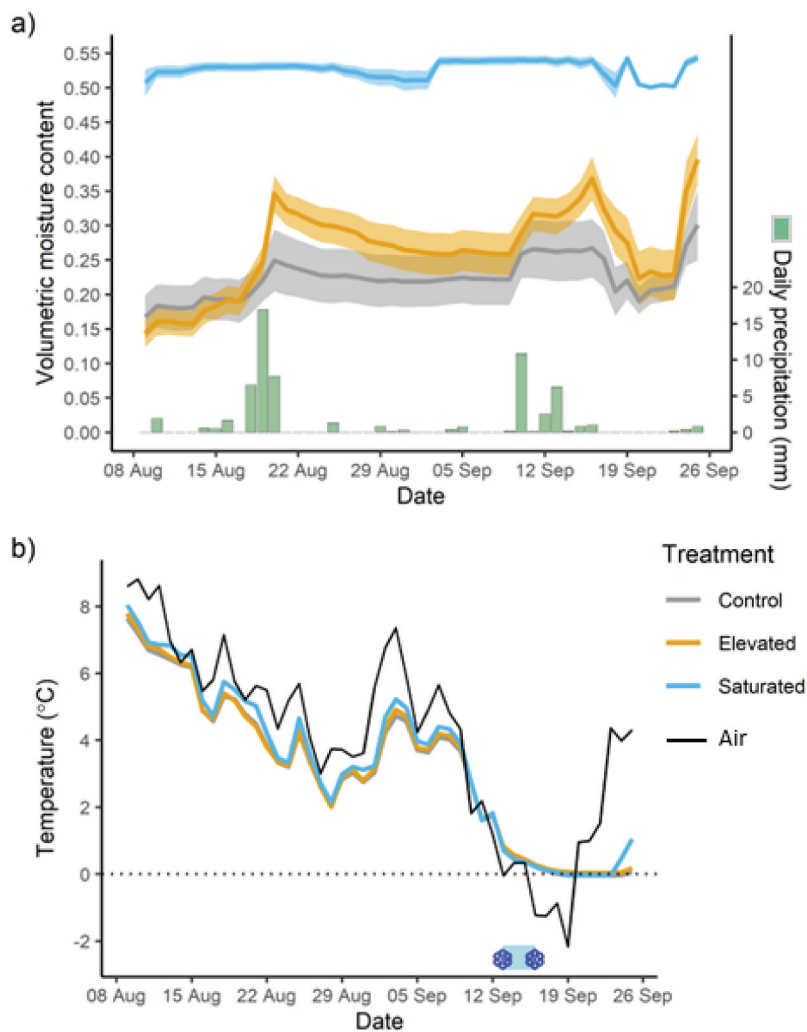 a)
0.55
0.50
0.45
0.40
0.35
0.30
0.25
0.20
0.15
0.10
0.05
0.00
Volumetric moisture content
20
15
10
5
0
Daily precipitation (mm)
08 Aug 15 Aug 22 Aug 29 Aug 05 Sep 12 Sep 19 Sep 26 Sep
Date
b)
8
6
4
2
0
-2
Temperature (°C)
08 Aug 15 Aug 22 Aug 29 Aug 05 Sep 12 Sep 19 Sep 26 Sep
Date
Treatment
Control
Elevated
Saturated
Air